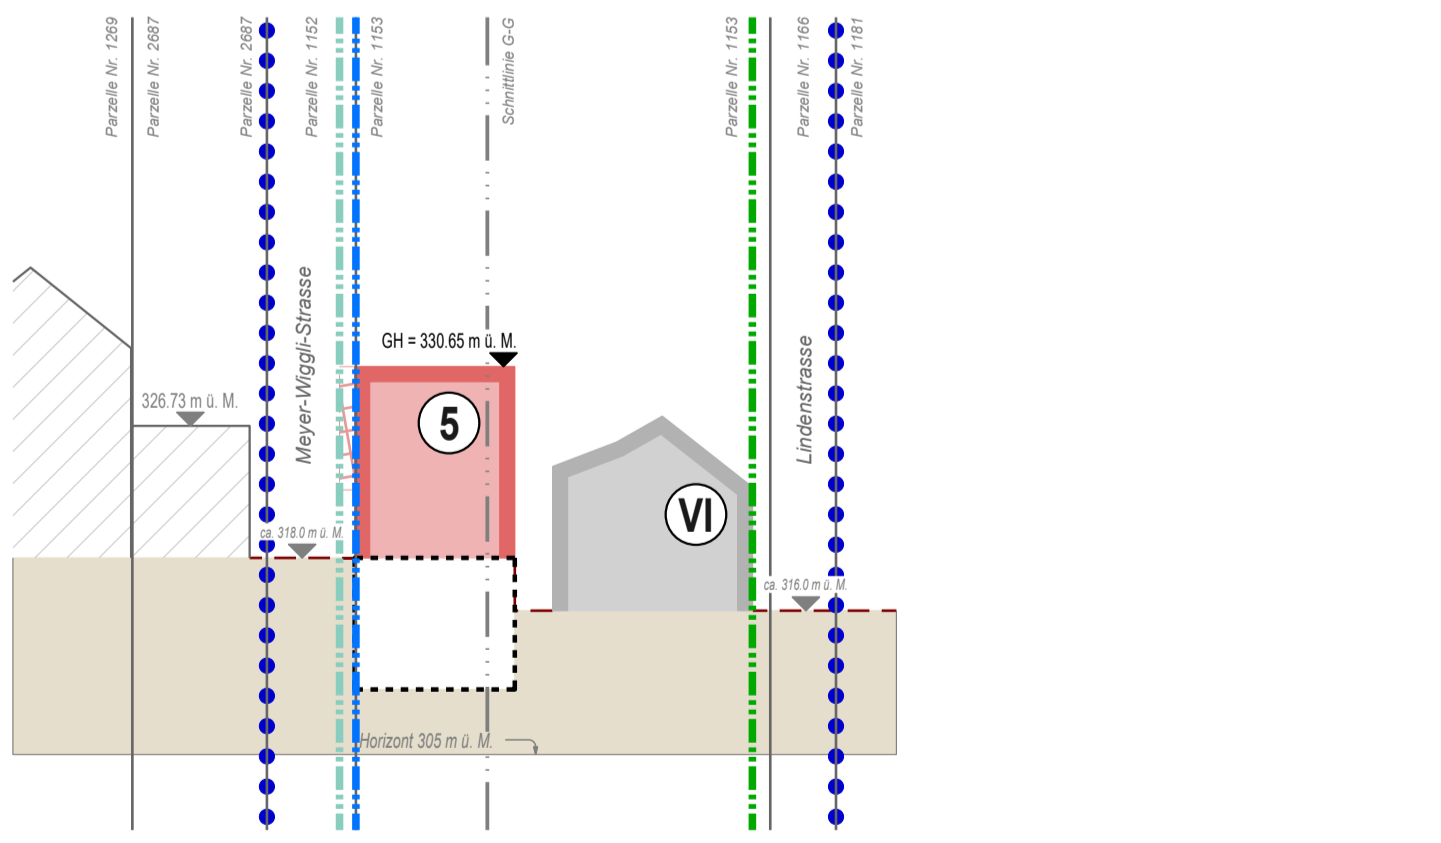 Parzelle Nr. 1269
Parzelle Nr. 2687
Parzelle Nr. 2687
Parzelle Nr. 1152
Parzelle Nr. 1153
Schnittlinie G-G
Parzelle Nr. 1153
Parzelle Nr. 1166
Parzelle Nr. 1181
Meyer-Wiggli-Strasse
GH = 330.65 m ü. M.
Lindenstrasse
326.73 m ü. M.
5
VI
ca. 318.0 m ü. M.
ca. 316.0 m ü. M.
Horizont 305 m ü. M.